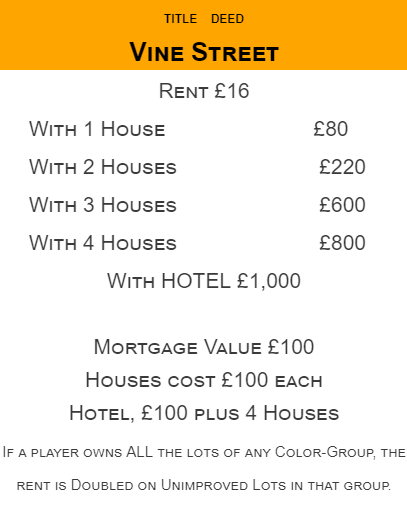 TITLE DEED
VINE STREET
RENT £16
WITH 1 HOUSE £80
WITH 2 HOUSES £220
WITH 3 HOUSES £600
WITH 4 HOUSES £800
WITH HOTEL £1,000
MORTGAGE VALUE £100
HOUSES COST £100 EACH
HOTEL, £100 PLUS 4 HOUSES
IF A PLAYER OWNS ALL THE LOTS OF ANY COLOR-GROUP, THE
RENT IS DOUBLED ON UNIMPROVED LOTS IN THAT GROUP.